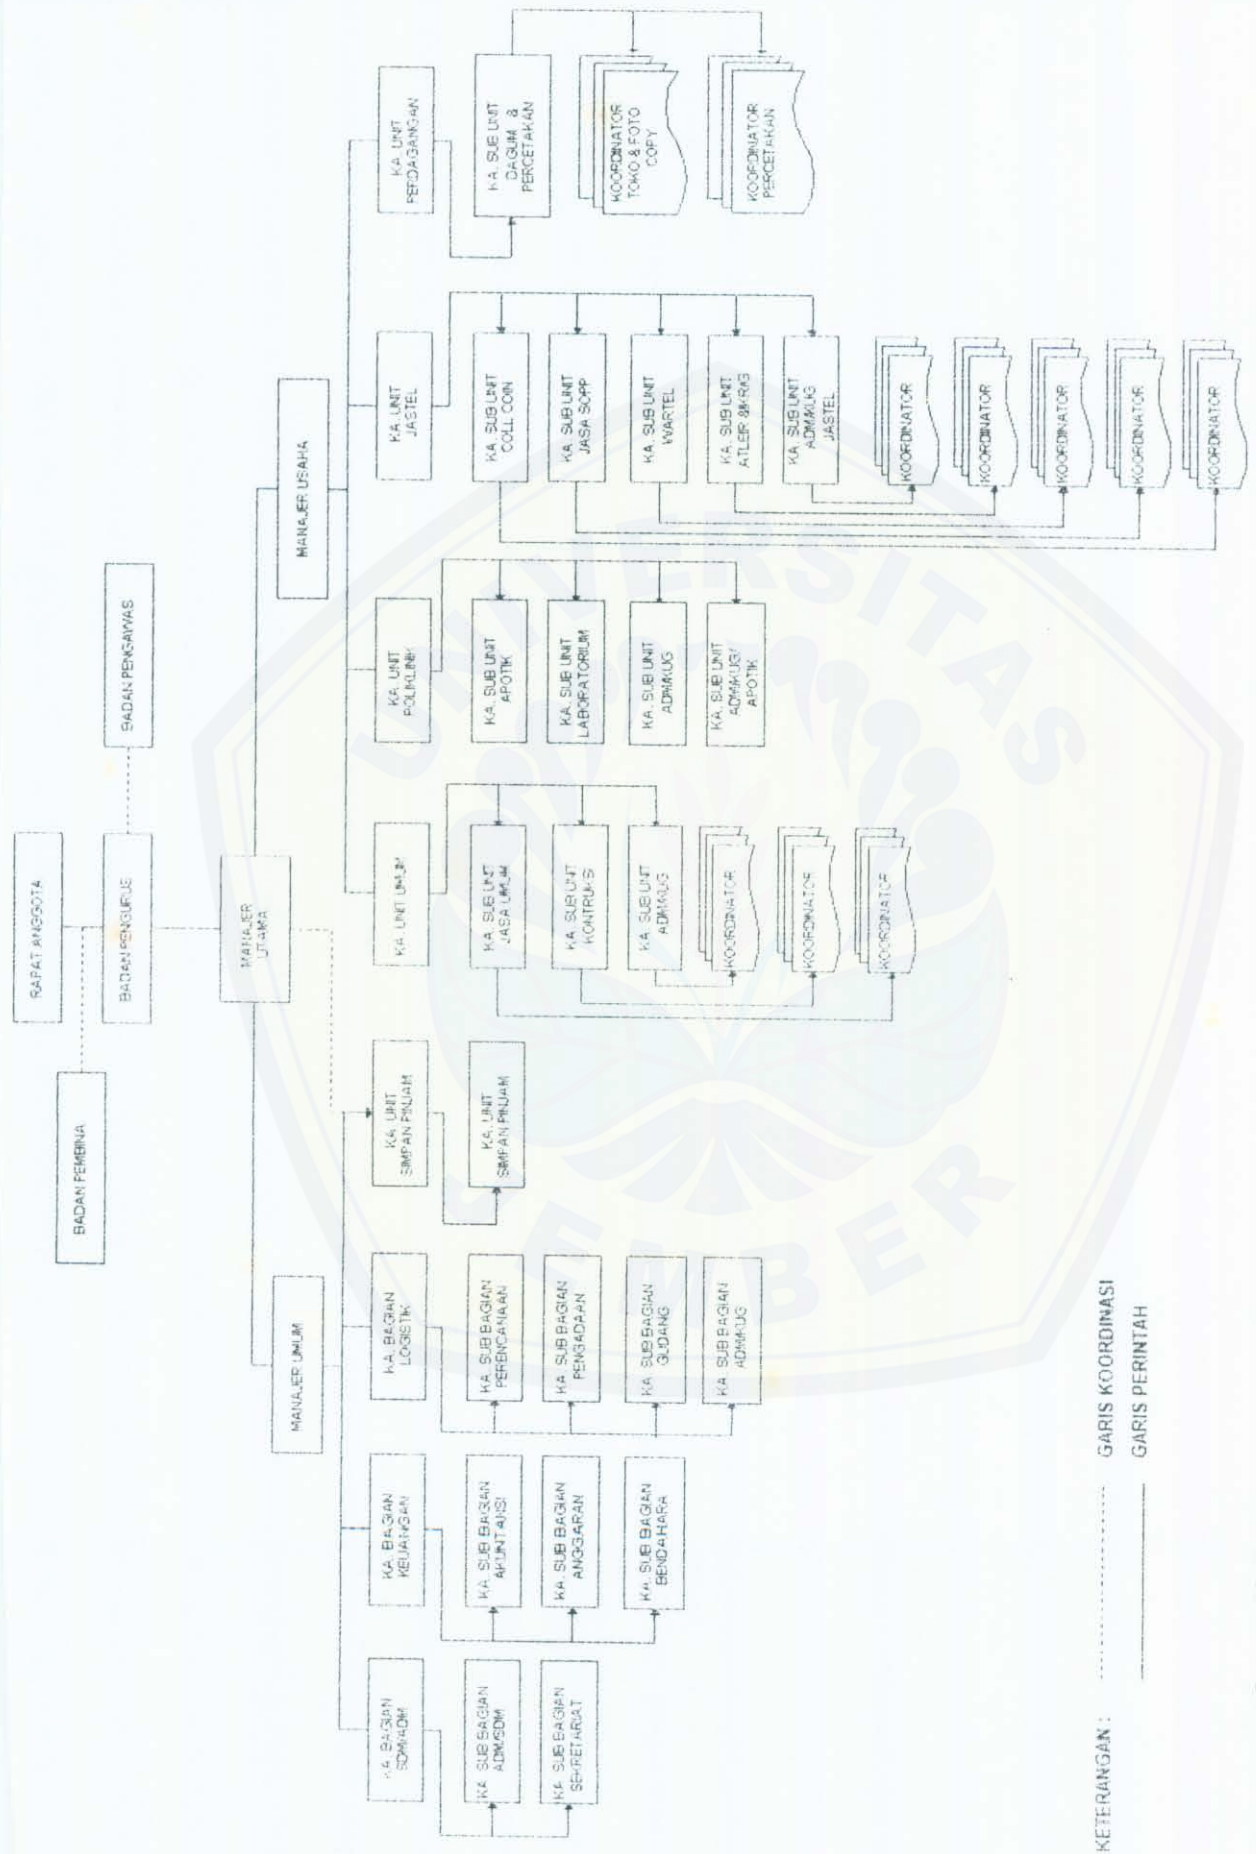 RAPAT ANGGOTA
BADAN PEMBINA
BADAN PENGURUS
BADAN PENGAWAS
MANAJER
UTAMA
MANAJER UMUM
MANAJER USAHA
KA. BAGIAN
SDM/ADM
KA. BAGIAN
KEUANGAN
KA. BAGIAN
LOGISTIK
KA. UNIT
SIMPAN PINJAM
KA. UNIT UMUM
KA. UNIT
POLIKLINIK
KA. UNIT
JASTEL
KA. UNIT
PERDAGANGAN
KA. SUB BAGIAN
ADM/SDM
KA. SUB BAGIAN
SEKRETARIAT
KA. SUB BAGIAN
AKUNTANSI
KA. SUB BAGIAN
ANGGARAN
KA. SUB BAGIAN
BENDAHARA
KA. SUB BAGIAN
PERENCANAAN
KA. SUB BAGIAN
PENGADAAN
KA. SUB BAGIAN
GUDANG
KA. SUB BAGIAN
ADM/KUG
KA. UNIT
SIMPAN PINJAM
KA. SUB UNIT
JASA UMUM
KA. SUB UNIT
KONTRUKSI
KA. SUB UNIT
ADM/KUG
KOORDINATOR
KOORDINATOR
KOORDINATOR
KA. SUB UNIT
APOTIK
KA. SUB UNIT
LABORATORIUM
KA. SUB UNIT
ADM/KUG
KA. SUB UNIT
ADM/KUG/
APOTIK
KA. SUB UNIT
COLL COIN
KA. SUB UNIT
JASA SOPP
KA. SUB UNIT
WARTEL
KA. SUB UNIT
KA. SUB UNIT
ADM/KUG
JASTEL
KOORDINATOR
KOORDINATOR
KOORDINATOR
KOORDINATOR
KOORDINATOR
KA. SUB UNIT
DAGUM &
PERCETAKAN
KOORDINATOR
TOKO & FOTO
COPY
KOORDINATOR
PERCETAKAN
KETERANGAN :
GARIS KOORDINASI
GARIS PERINTAH
UNIVERSITAS
JEMBER